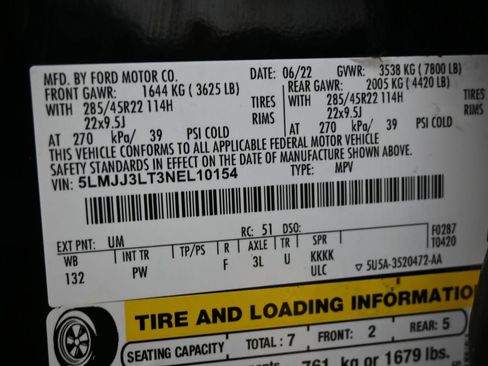 MFD. BY FORD MOTOR CO. DATE: 06/22 GVWR: 3538 KG ( 7800 LB)
FRONT GAWR: 1644 KG ( 3625 LB) REAR GAWR: 2005 KG ( 4420 LB)
WITH 285/45R22 114H TIRES WITH 285/45R22 114H TIRES
22x9.5J RIMS 22x9.5J RIMS
AT 270 kPa/ 39 PSI COLD AT 270 kPa/ 39 PSI COLD
THIS VEHICLE CONFORMS TO ALL APPLICABLE FEDERAL MOTOR VEHICLE
SAFETY STANDARDS IN EFFECT ON THE DATE OF MANUFACTURE SHOWN ABOVE.
VIN: 5LMJJ3LT3NEL10154 TYPE: MPV
EXT PNT: UM RC: 51 DSO: F0287
WB INT TR TP/PS R AXLE TR SPR T0420
132 PW F 3L U KKKK
ULC ▽ 5U5A-3520472-AA
TIRE AND LOADING INFORMATION
SEATING CAPACITY TOTAL : 7 FRONT: 2 REAR: 5
761 kg or 1679 lbs.